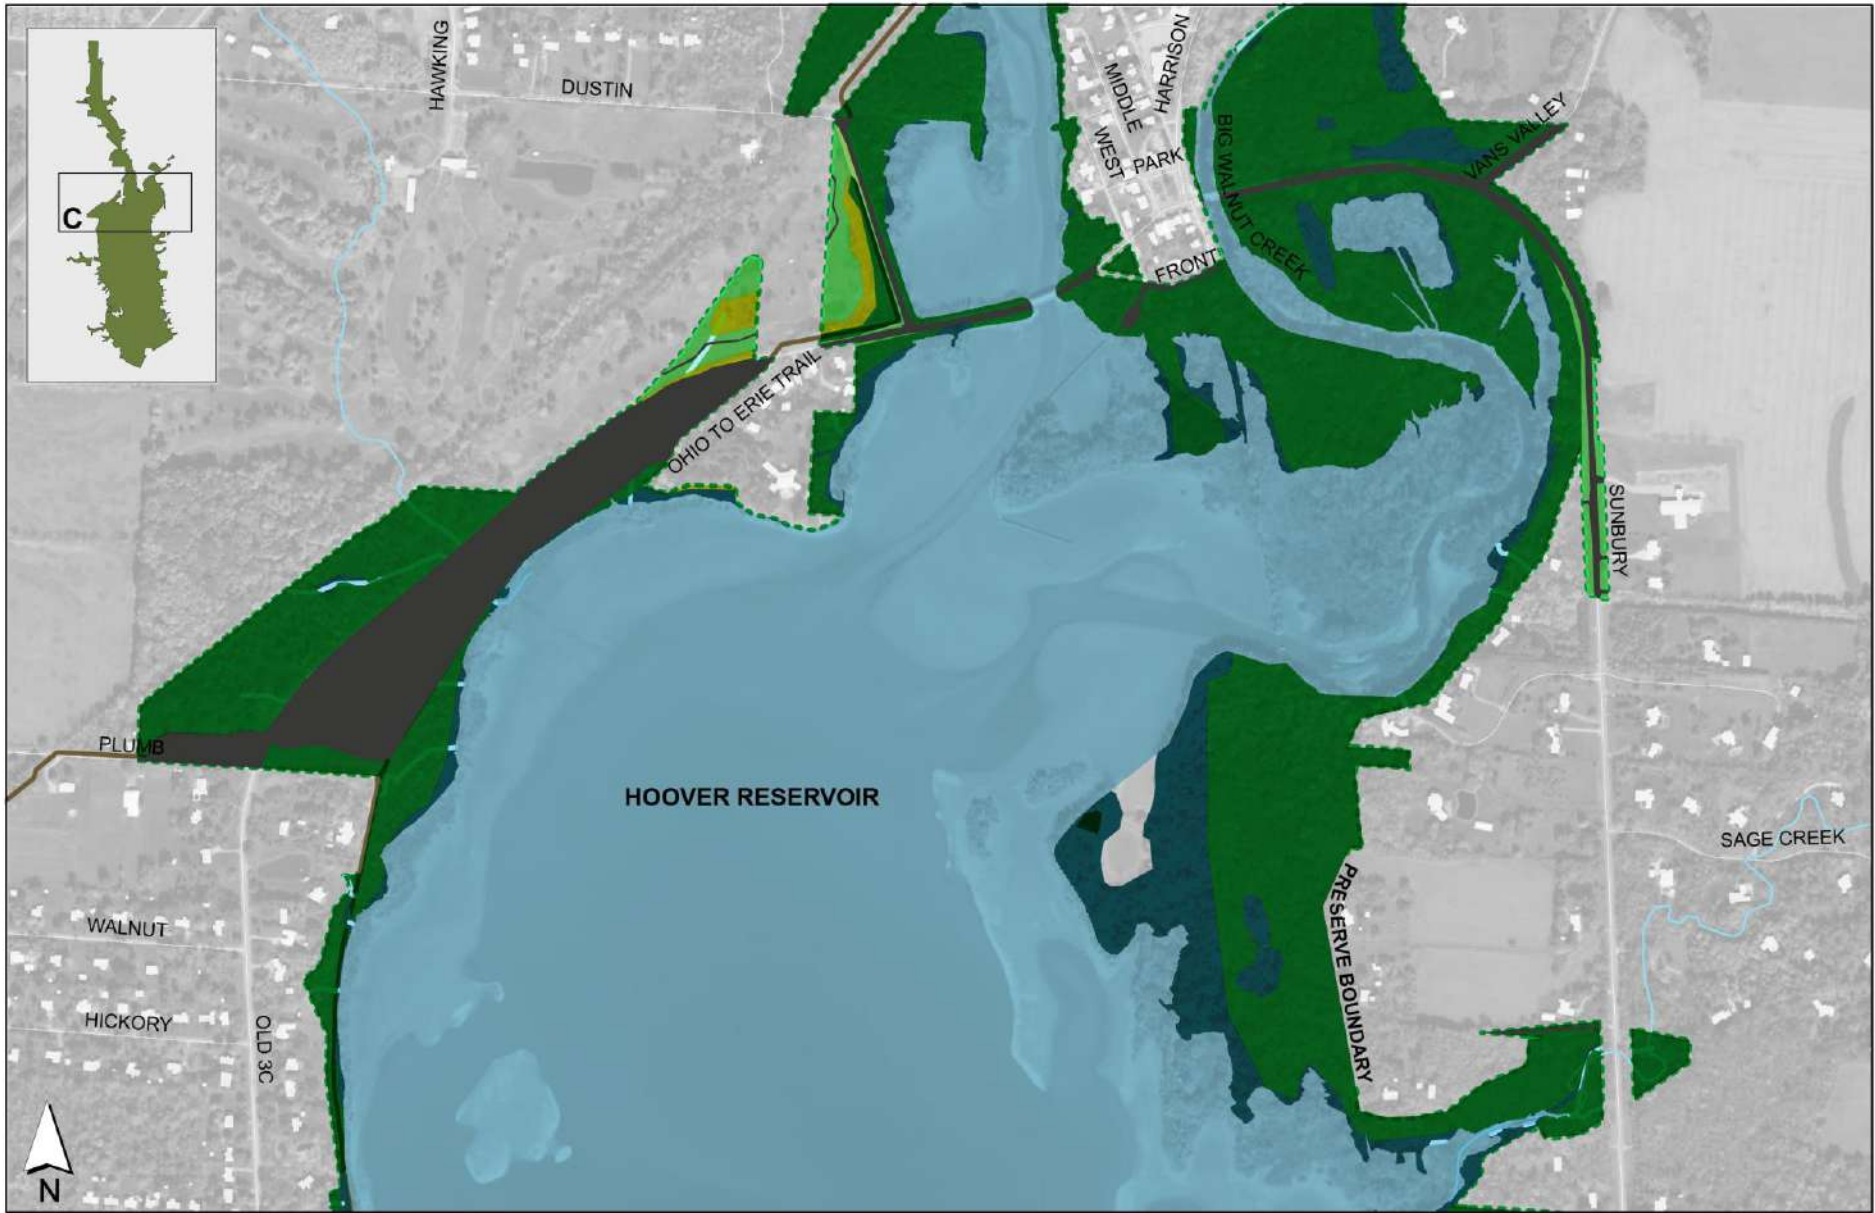 HAWKING
DUSTIN
HARRISON
MIDDLE
WEST
PARK
BIG WALNUT CREEK
VANS VALLEY
C
FRONT
OHIO TO ERIE TRAIL
SUNBURY
PLUMB
HOOVER RESERVOIR
SAGE CREEK
PRESERVE BOUNDARY
WALNUT
HICKORY
OLD 3C
N